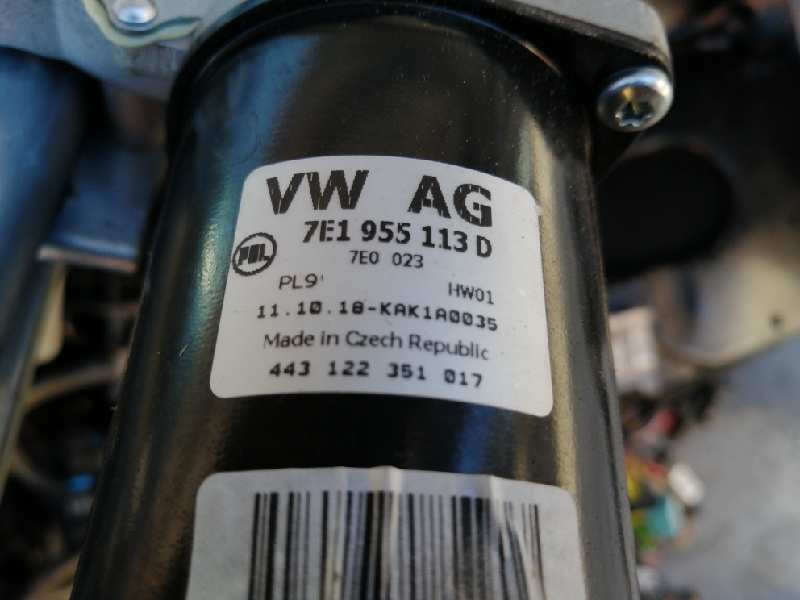 VW AG
7E1 955 113 D
PAL
7E0 023
PL9'
HW01
11.10.18-KAK1A0035
Made in Czech Republic
443 122 351 017